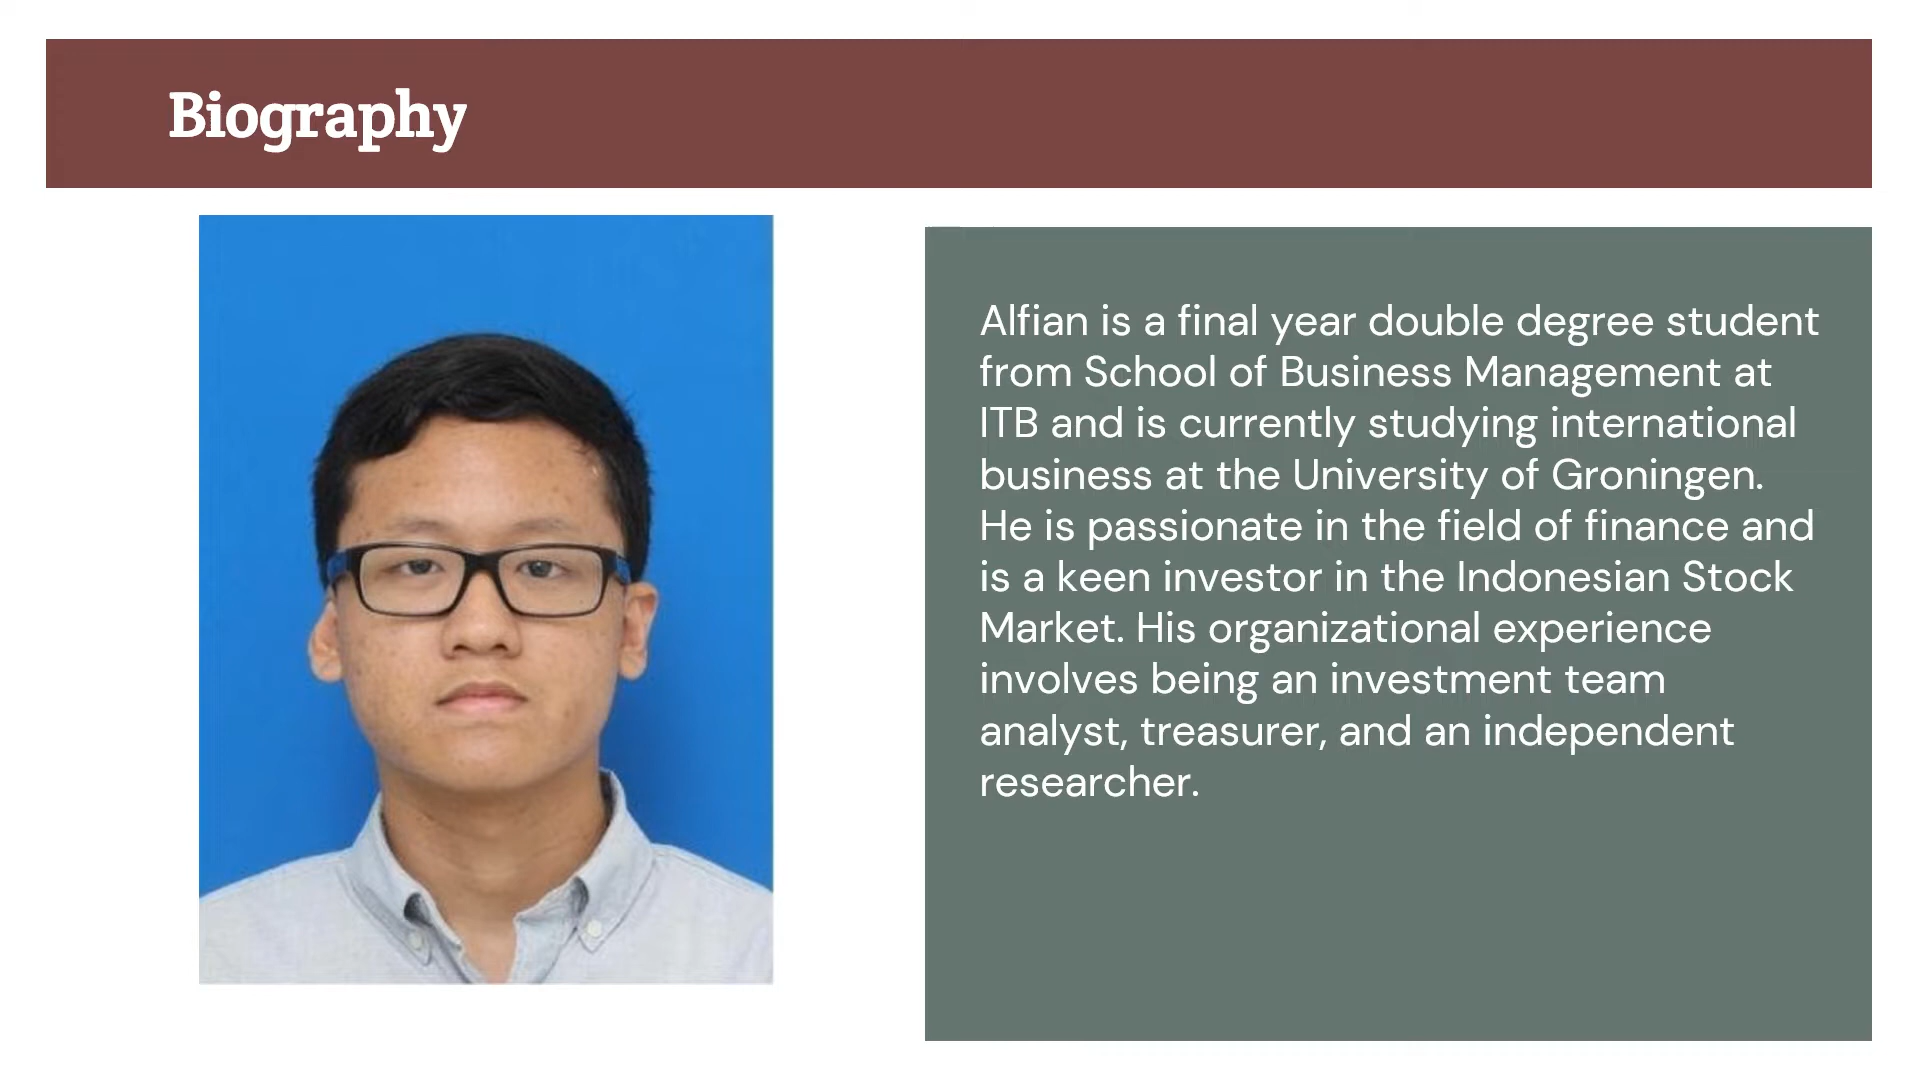 Biography
Alfian is a final year double degree student
from School of Business Management at
ITB and is currently studying international
business at the University of Groningen.
He is passionate in the field of finance and
is a keen investor in the Indonesian Stock
Market. His organizational experience
involves being an investment team
analyst, treasurer, and an independent
researcher.